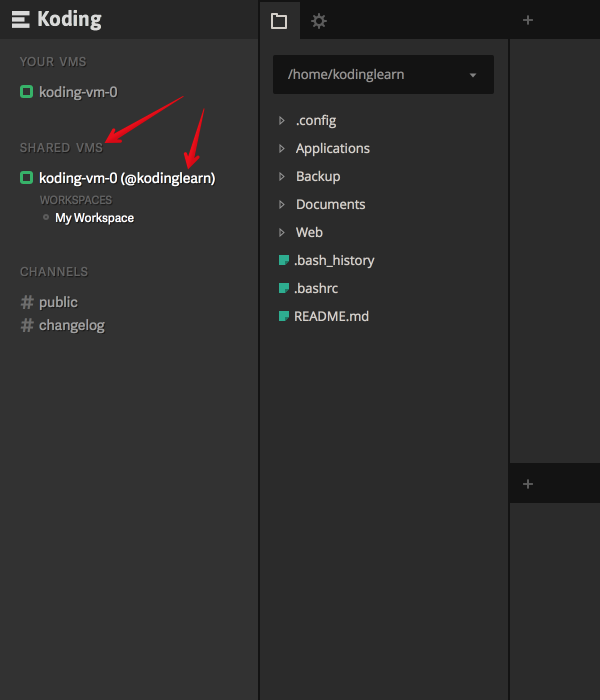 Koding
YOUR VMS
koding-vm-0
SHARED VMS
koding-vm-0 (@kodinglearn)
WORKSPACES
My Workspace
CHANNELS
# public
# changelog
/home/kodinglearn
.config
Applications
Backup
Documents
Web
.bash_history
.bashrc
README.md